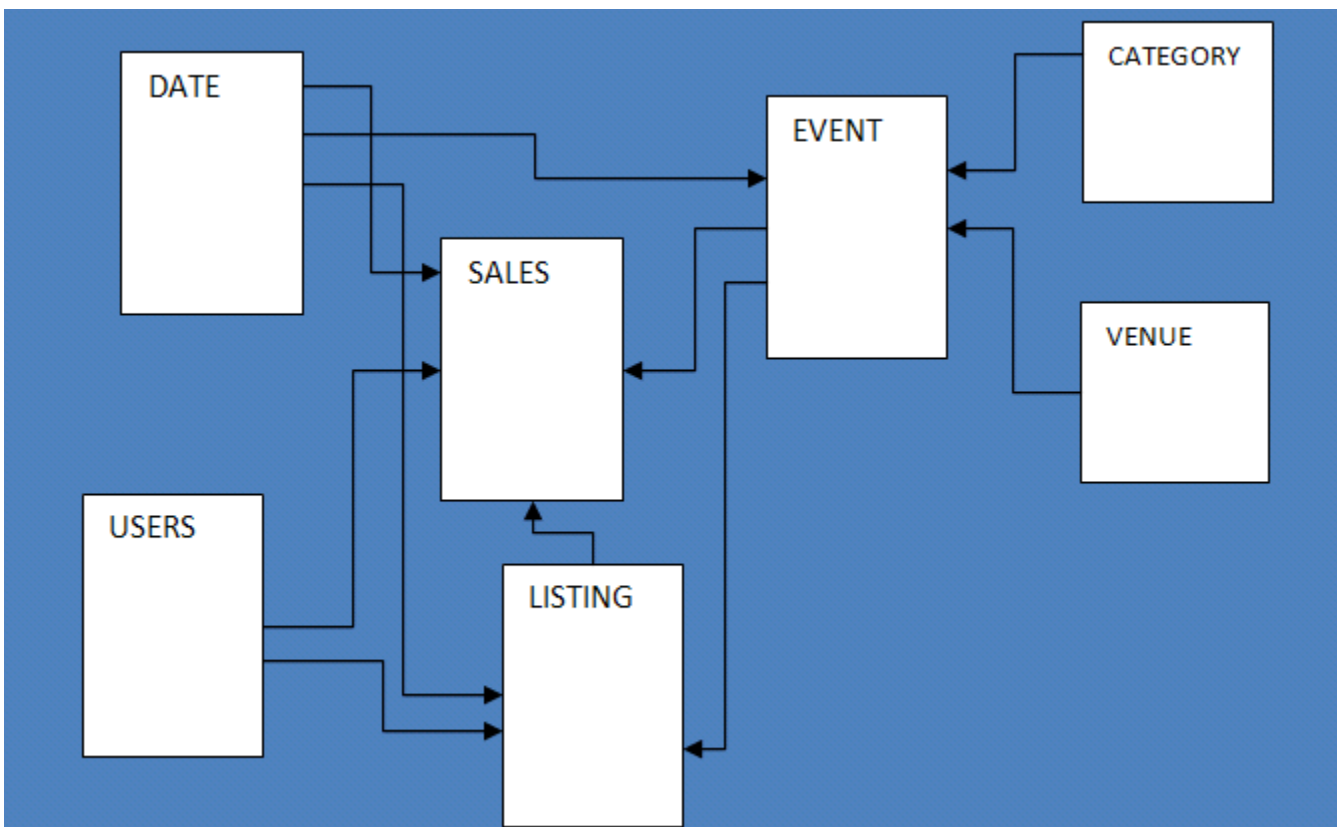 DATE
CATEGORY
EVENT
SALES
VENUE
USERS
LISTING